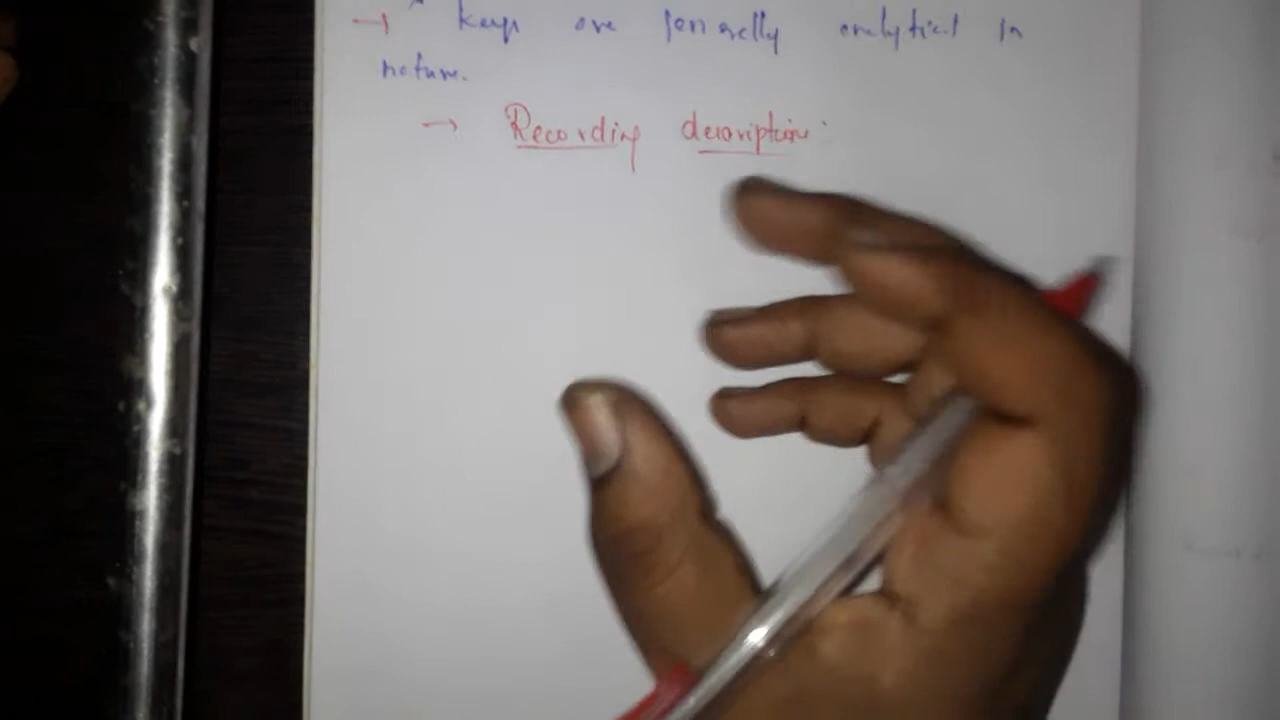 → Keys are generally analytical in
nature.
→ Recording description.